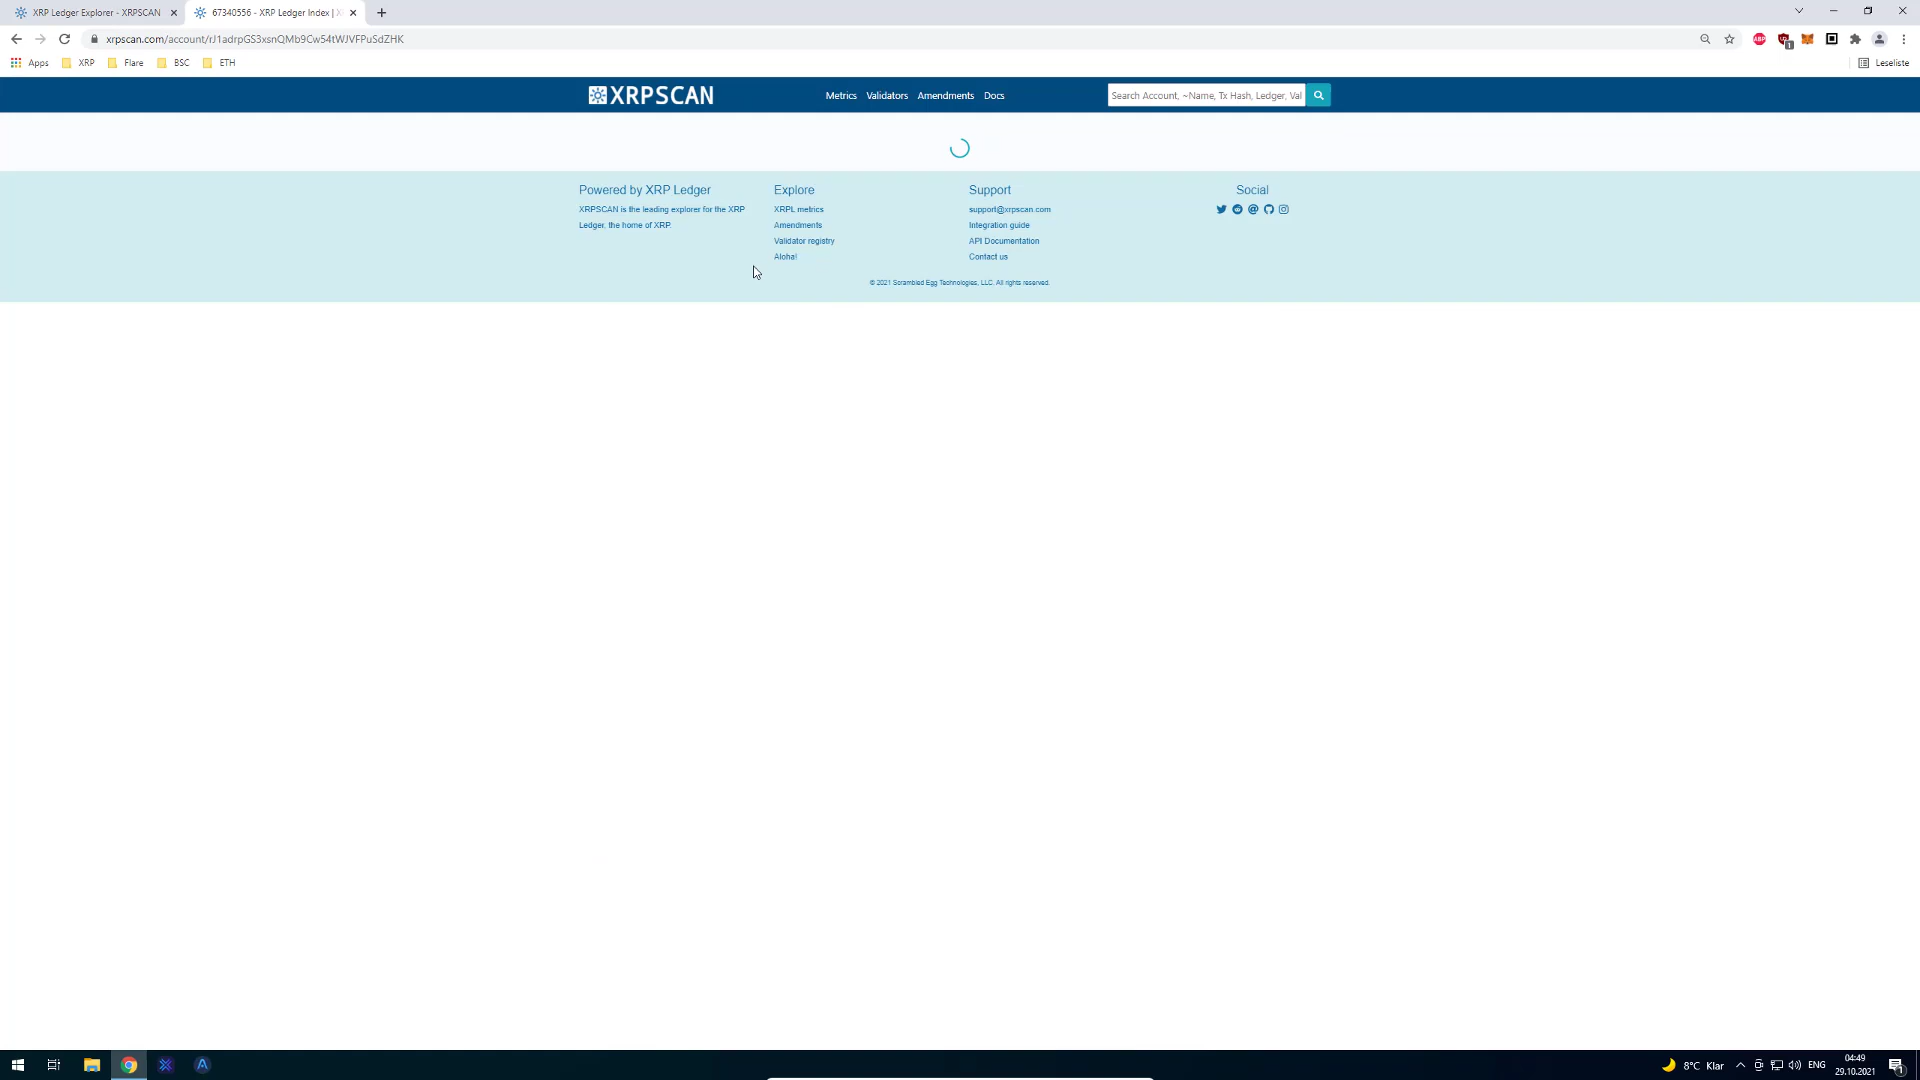 XRP Ledger Explorer - XRPSCAN
67340556 - XRP Ledger Index | X
xrpscan.com/account/rJ1adrpGS3xsnQMb9Cw54tWJVFPuSdZHK
ABP
1
Apps XRP Flare BSC ETH
Leseliste
XRPSCAN
Metrics Validators Amendments Docs
Search Account, ~Name, Tx Hash, Ledger, Val
Powered by XRP Ledger
XRPSCAN is the leading explorer for the XRP
Ledger, the home of XRP.
Explore
XRPL metrics
Amendments
Validator registry
Aloha!
Support
support@xrpscan.com
Integration guide
API Documentation
Contact us
Social
© 2021 Scrambled Egg Technologies, LLC. All rights reserved.
8°C Klar
ENG
04:49
29.10.2021
1